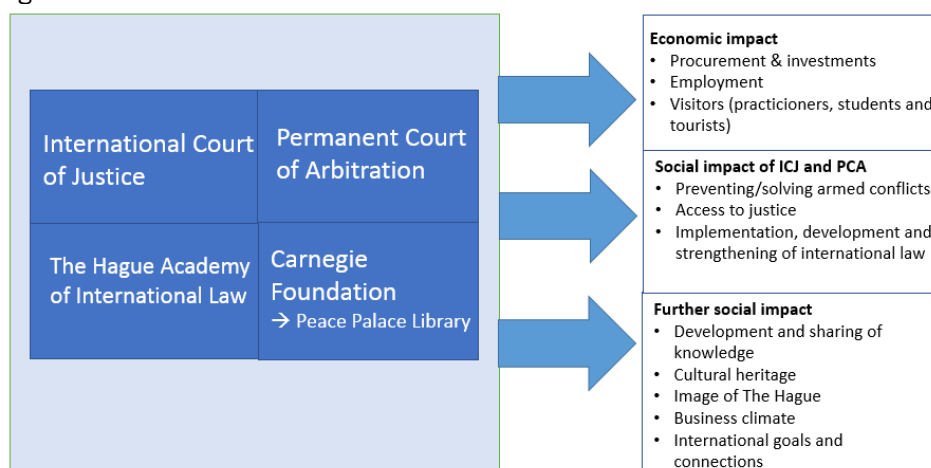 International Court
of Justice
Permanent Court
of Arbitration
The Hague Academy
of International Law
Carnegie
Foundation
→ Peace Palace Library
Economic impact
• Procurement & investments
• Employment
• Visitors (practicioners, students and
tourists)
Social impact of ICJ and PCA
• Preventing/solving armed conflicts
• Access to justice
• Implementation, development and
strengthening of international law
Further social impact
• Development and sharing of
knowledge
• Cultural heritage
• Image of The Hague
• Business climate
• International goals and
connections